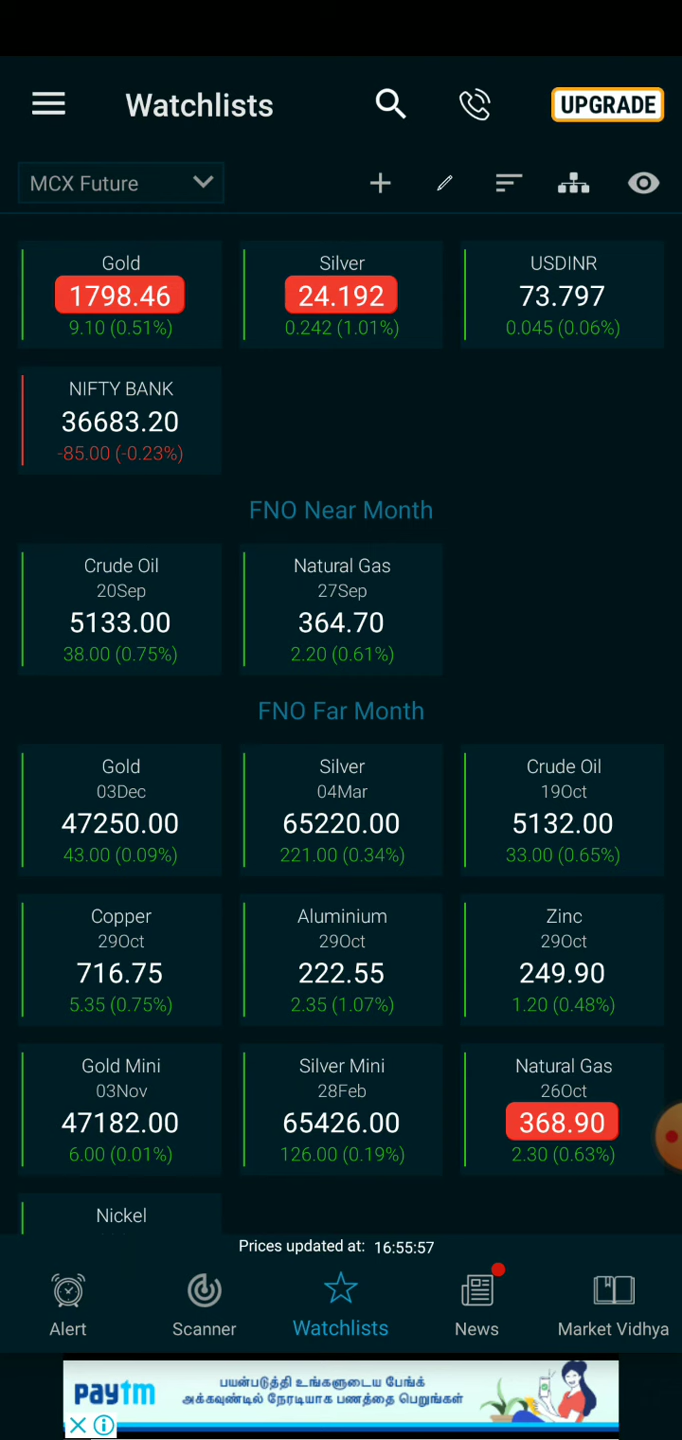 Watchlists
UPGRADE
MCX Future
Gold Silver USDINR
1798.46 24.192 73.797
9.10 (0.51%) 0.242 (1.01%) 0.045 (0.06%)
NIFTY BANK
36683.20
-85.00 (-0.23%)
FNO Near Month
Crude Oil Natural Gas
20Sep 27Sep
5133.00 364.70
38.00 (0.75%) 2.20 (0.61%)
FNO Far Month
Gold Silver Crude Oil
03Dec 04Mar 19Oct
47250.00 65220.00 5132.00
43.00 (0.09%) 221.00 (0.34%) 33.00 (0.65%)
Copper Aluminium Zinc
29Oct 29Oct 29Oct
716.75 222.55 249.90
5.35 (0.75%) 2.35 (1.07%) 1.20 (0.48%)
Gold Mini Silver Mini Natural Gas
03Nov 28Feb 26Oct
47182.00 65426.00 368.90
6.00 (0.01%) 126.00 (0.19%) 2.30 (0.63%)
Nickel
Prices updated at: 16:55:57
Alert Scanner Watchlists News Market Vidhya
paytm
பயன்படுத்தி உங்களுடைய பேங்க்
அக்கவுண்டில் நேரடியாக பணத்தை பெறுங்கள்